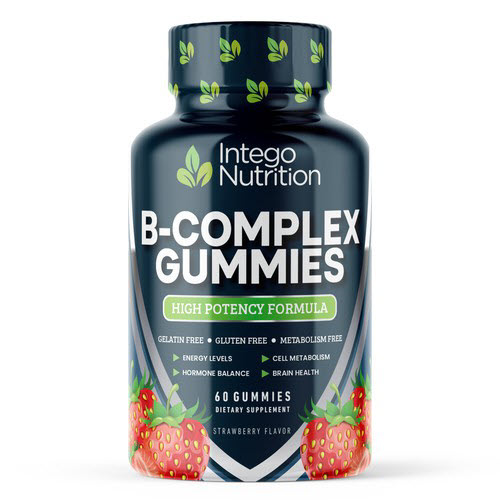 Intego
Nutrition
B-COMPLEX
GUMMIES
HIGH POTENCY FORMULA
GELATIN FREE • GLUTEN FREE • METABOLISM FREE
ENERGY LEVELS
CELL METABOLISM
HORMONE BALANCE
BRAIN HEALTH
60 GUMMIES
DIETARY SUPPLEMENT
STRAWBERRY FLAVOR